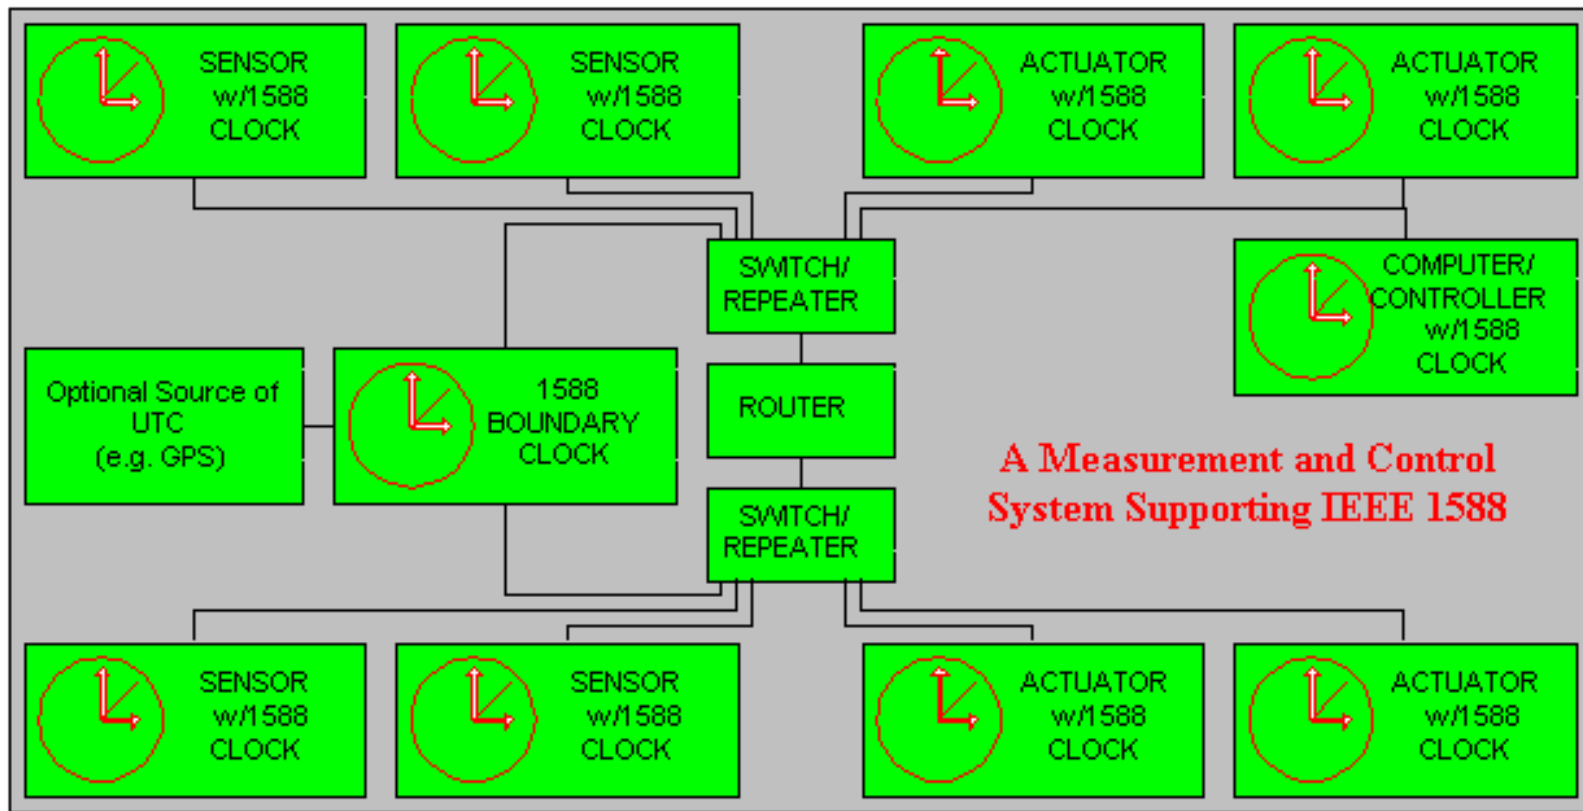 SENSOR
w/1588
CLOCK
SENSOR
w/1588
CLOCK
ACTUATOR
w/1588
CLOCK
ACTUATOR
w/1588
CLOCK
SWITCH/
REPEATER
COMPUTER/
CONTROLLER
w/1588
CLOCK
Optional Source of
UTC
(e.g. GPS)
1588
BOUNDARY
CLOCK
ROUTER
A Measurement and Control
System Supporting IEEE 1588
SWITCH/
REPEATER
SENSOR
w/1588
CLOCK
SENSOR
w/1588
CLOCK
ACTUATOR
w/1588
CLOCK
ACTUATOR
w/1588
CLOCK